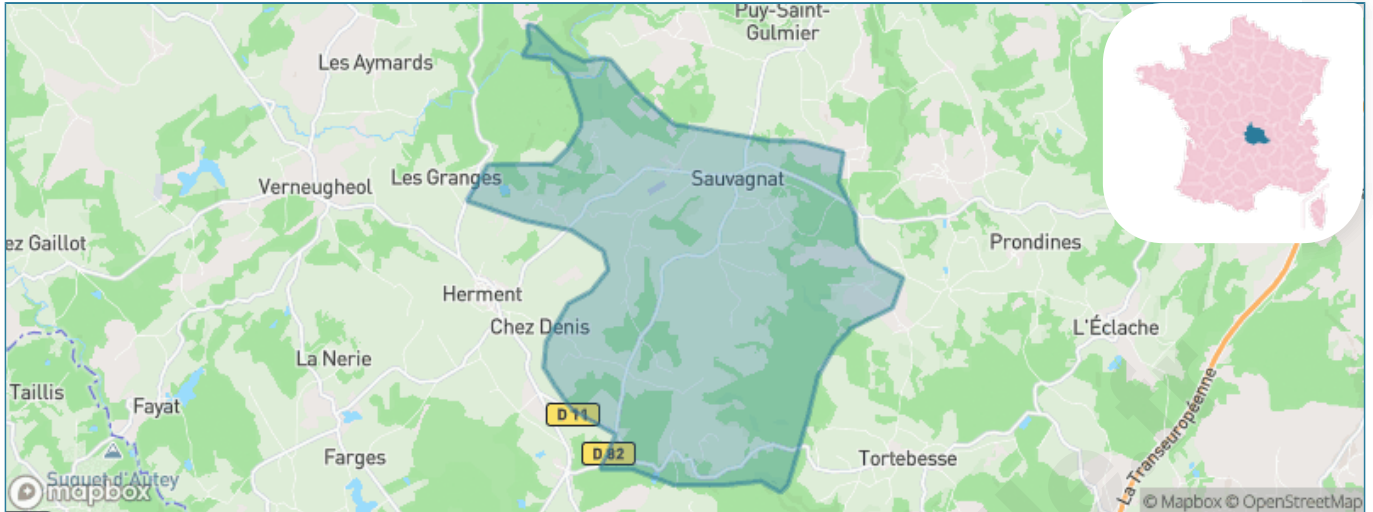 Puy-Saint-
Gulmier
Les Aymards
Les Granges
Sauvagnat
Verneugheol
ez Gaillot
Prondines
Herment
Chez Denis
L'Éclache
La Nerie
Taillis
Fayat
D 11
D 82
Farges
Tortebesse
La Transeuropéenne
Suquet d'Autey
mapbox
© Mapbox © OpenStreetMap